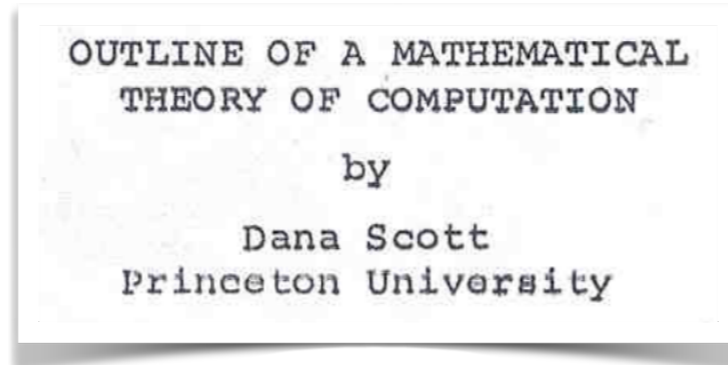 OUTLINE OF A MATHEMATICAL
THEORY OF COMPUTATION
by
Dana Scott
Princeton University